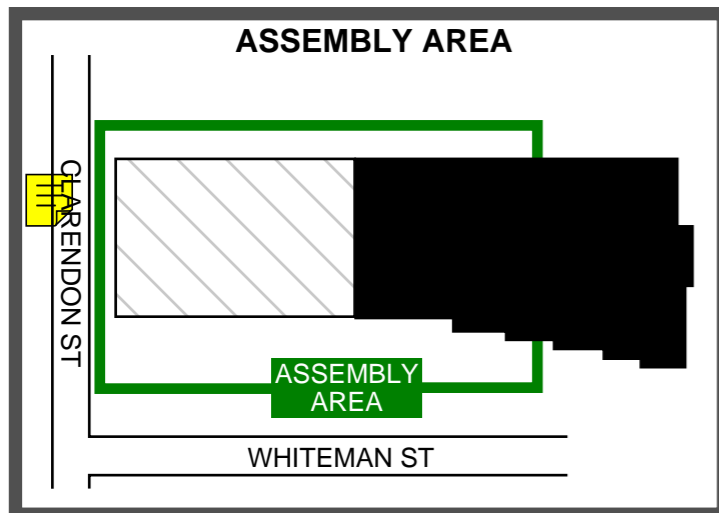 ASSEMBLY AREA
CLARENDON ST
ASSEMBLY
AREA
WHITEMAN ST